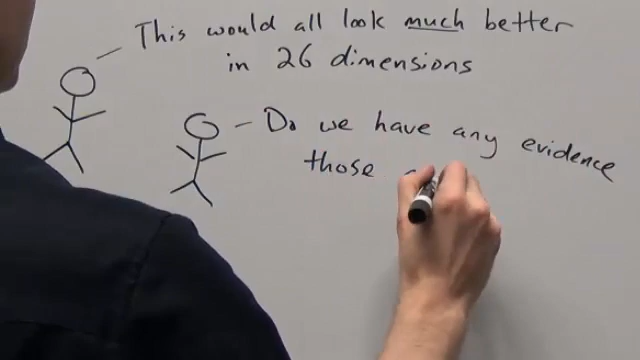 This would all look much better
in 26 dimensions
Do we have any evidence
those